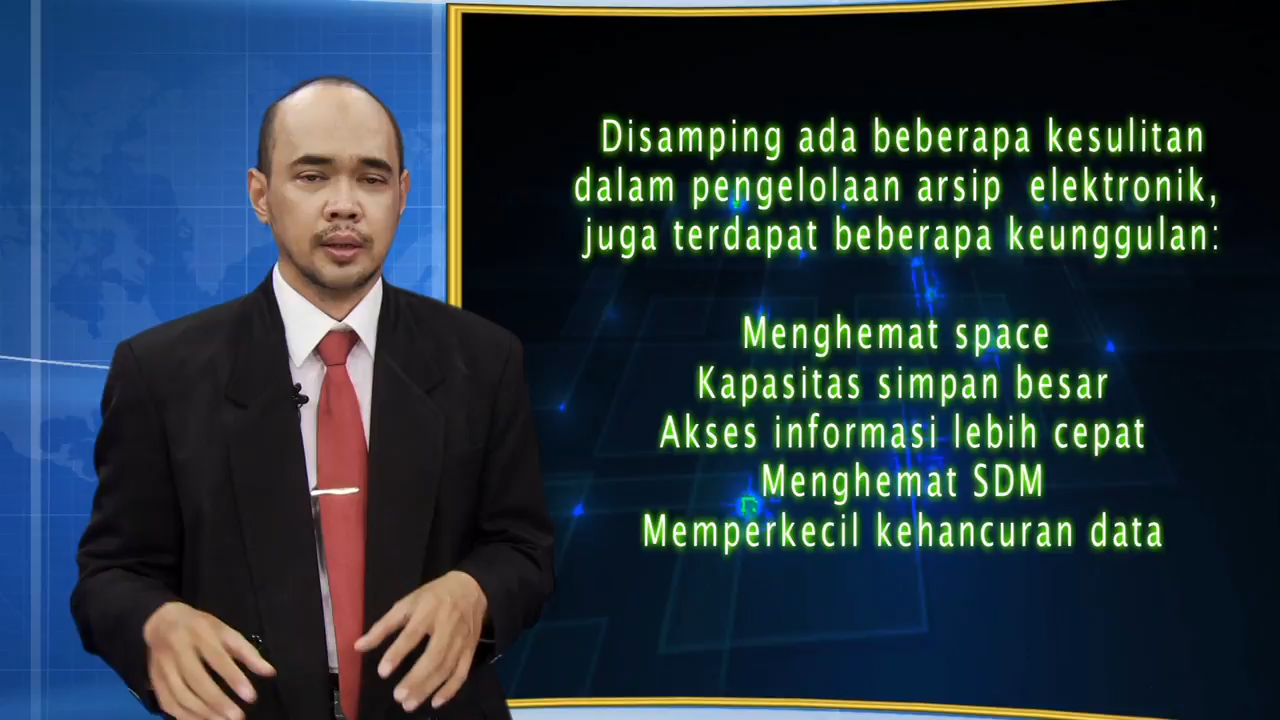 Disamping ada beberapa kesulitan
dalam pengelolaan arsip elektronik,
juga terdapat beberapa keunggulan:
Menghemat space
Kapasitas simpan besar
Akses informasi lebih cepat
Menghemat SDM
Memperkecil kehancuran data